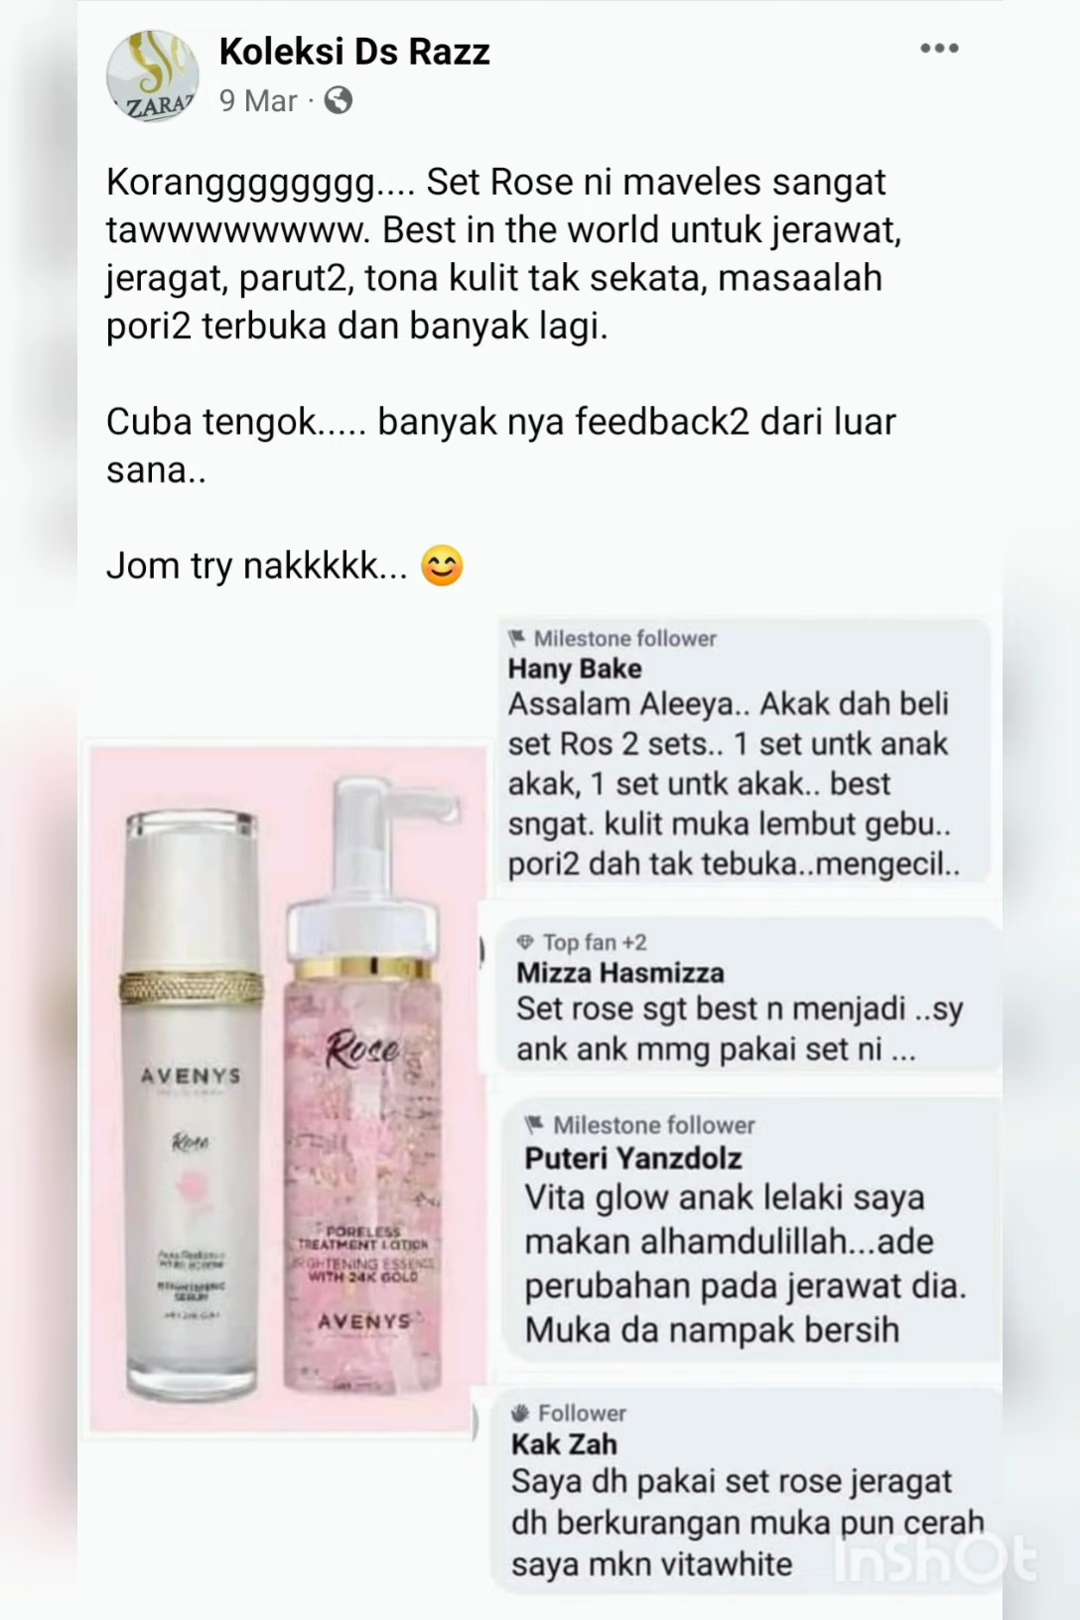 ZARAZ
Koleksi Ds Razz
9 Mar ·
Koranggggggggg.... Set Rose ni maveles sangat
tawwwwwwww. Best in the world untuk jerawat,
jeragat, parut2, tona kulit tak sekata, masaalah
pori2 terbuka dan banyak lagi.
Cuba tengok..... banyak nya feedback2 dari luar
sana..
Jom try nakkkkk... 😊
Milestone follower
Hany Bake
Assalam Aleeya.. Akak dah beli
set Ros 2 sets.. 1 set untk anak
akak, 1 set untk akak.. best
sngat. kulit muka lembut gebu..
pori2 dah tak tebuka..mengecil..
Top fan +2
Mizza Hasmizza
Set rose sgt best n menjadi ..sy
ank ank mmg pakai set ni ...
Milestone follower
Puteri Yanzdolz
Vita glow anak lelaki saya
makan alhamdulillah...ade
perubahan pada jerawat dia.
Muka da nampak bersih
Follower
Kak Zah
Saya dh pakai set rose jeragat
dh berkurangan muka pun cerah
saya mkn vitawhite
AVENYS
Rose
BRIGHTENING
SERUM
Rose
PORELESS
TREATMENT LOTION
BRIGHTENING ESSENCE
WITH 24K GOLD
AVENYS
InShOt